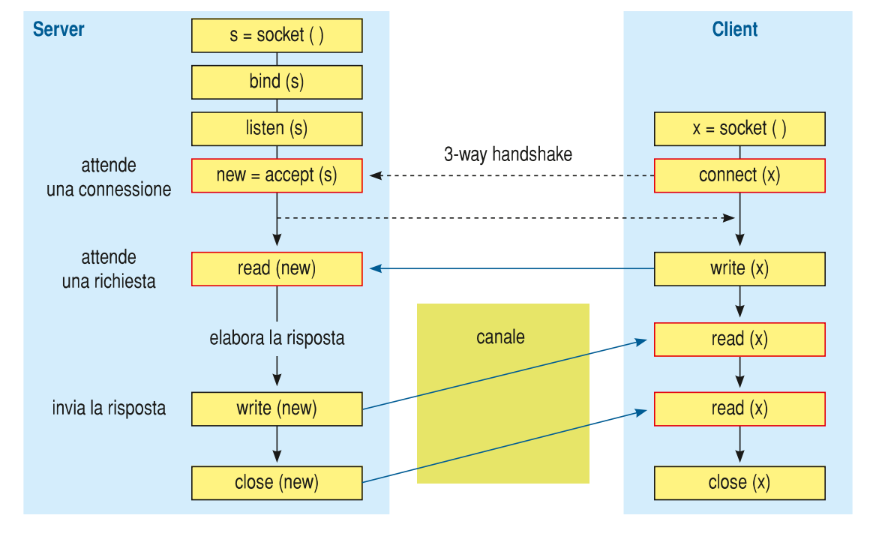 Server
s = socket ( )
bind (s)
listen (s)
attende
una connessione
new = accept (s)
attende
una richiesta
read (new)
elabora la risposta
invia la risposta
write (new)
close (new)
3-way handshake
canale
Client
x = socket ( )
connect (x)
write (x)
read (x)
read (x)
close (x)